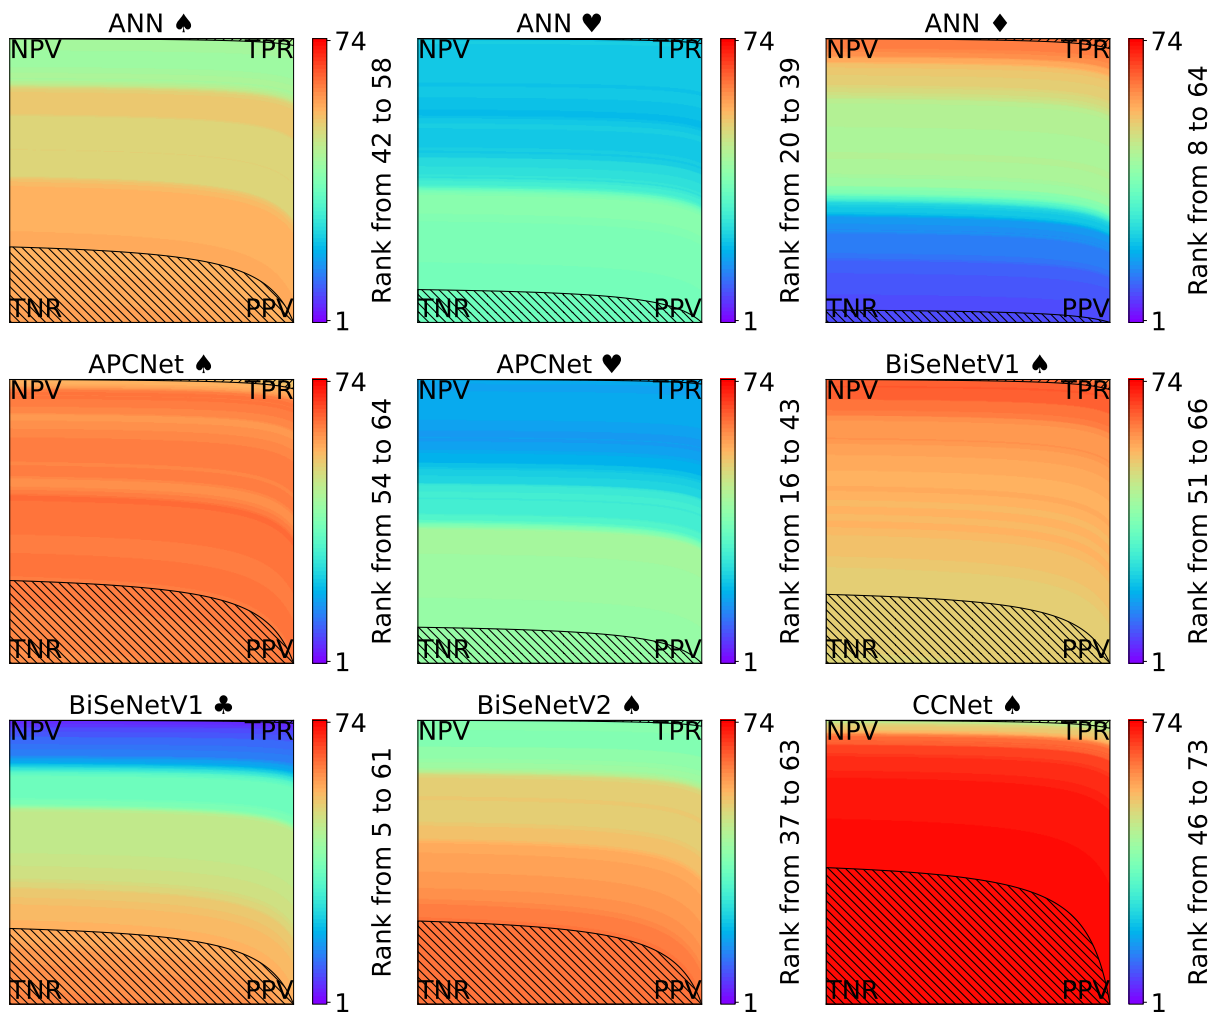 ANN ♠
NPV TPR
TNR PPV
74
1
Rank from 42 to 58
ANN ♥
NPV TPR
TNR PPV
74
1
Rank from 20 to 39
ANN ♦
NPV TPR
TNR PPV
74
1
Rank from 8 to 64
APCNet ♠
NPV TPR
TNR PPV
74
1
Rank from 54 to 64
APCNet ♥
NPV TPR
TNR PPV
74
1
Rank from 16 to 43
BiSeNetV1 ♠
NPV TPR
TNR PPV
74
1
Rank from 51 to 66
BiSeNetV1 ♣
NPV TPR
TNR PPV
74
1
Rank from 5 to 61
BiSeNetV2 ♠
NPV TPR
TNR PPV
74
1
Rank from 37 to 63
CCNet ♠
NPV TPR
TNR PPV
74
1
Rank from 46 to 73